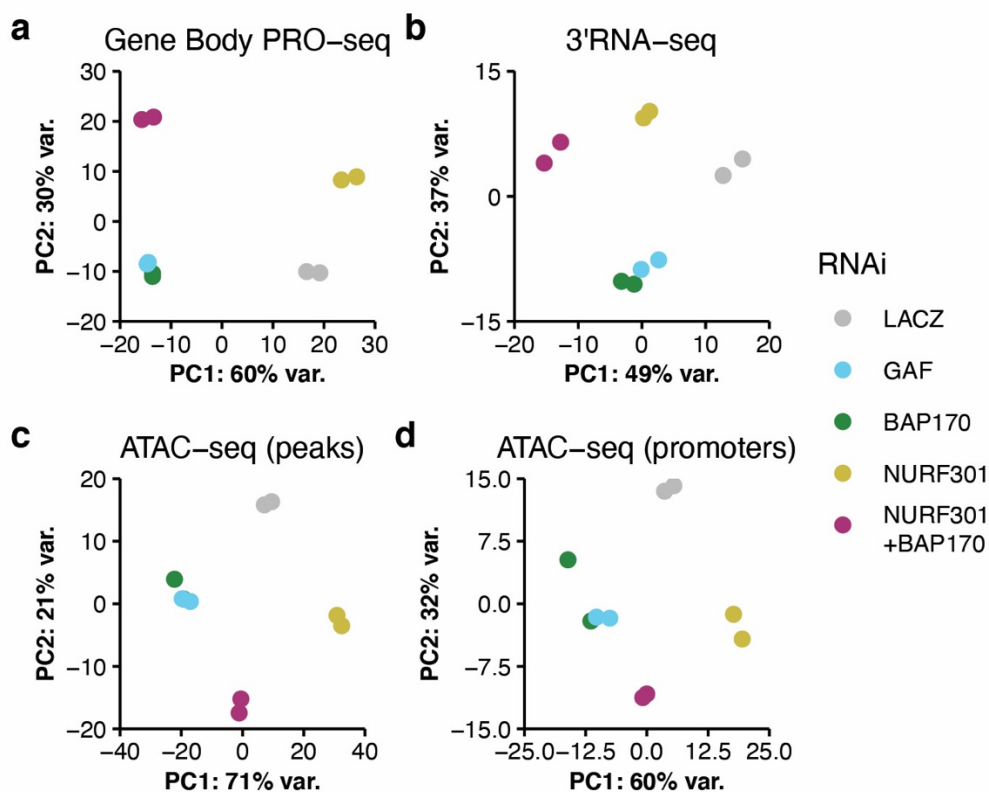 a
Gene Body PRO−seq
30
20
10
0
−10
−20
PC2: 30% var.
−20 −10 0 10 20 30
PC1: 60% var.
b
3'RNA−seq
15
0
−15
PC2: 37% var.
−20 0 20
PC1: 49% var.
c
ATAC−seq (peaks)
20
10
0
−10
−20
PC2: 21% var.
−40 −20 0 20 40
PC1: 71% var.
d
ATAC−seq (promoters)
15.0
7.5
0.0
−7.5
−15.0
PC2: 32% var.
−25.0 −12.5 0.0 12.5 25.0
PC1: 60% var.
RNAi
LACZ
GAF
BAP170
NURF301
NURF301
+BAP170